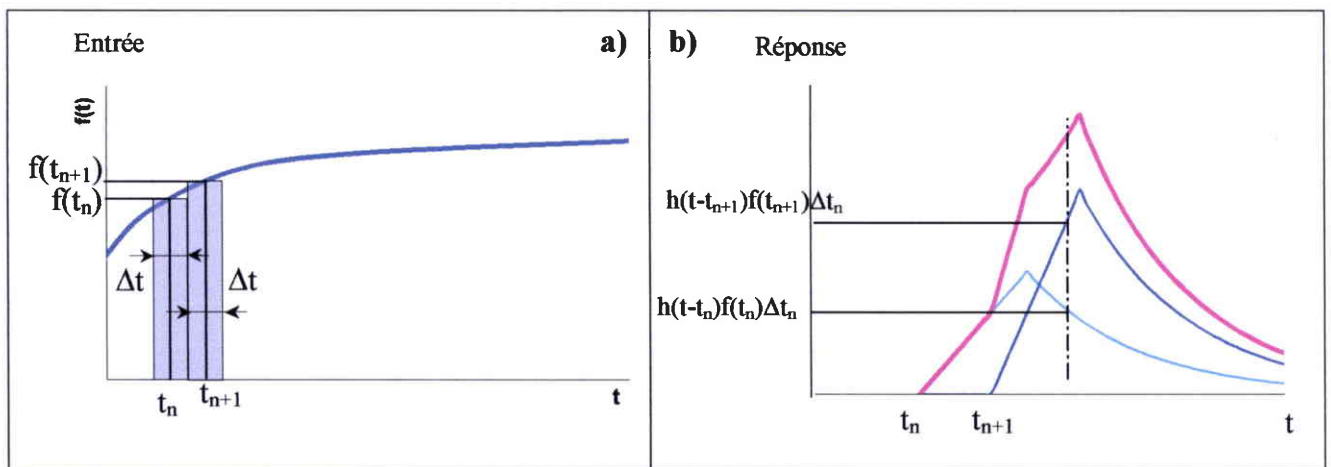 Entrée
a)
f(t)
f(tn+1)
f(tn)
Δt
Δt
tn
tn+1
t
b)
Réponse
h(t-tn+1)f(tn+1)Δtn
h(t-tn)f(tn)Δtn
tn
tn+1
t